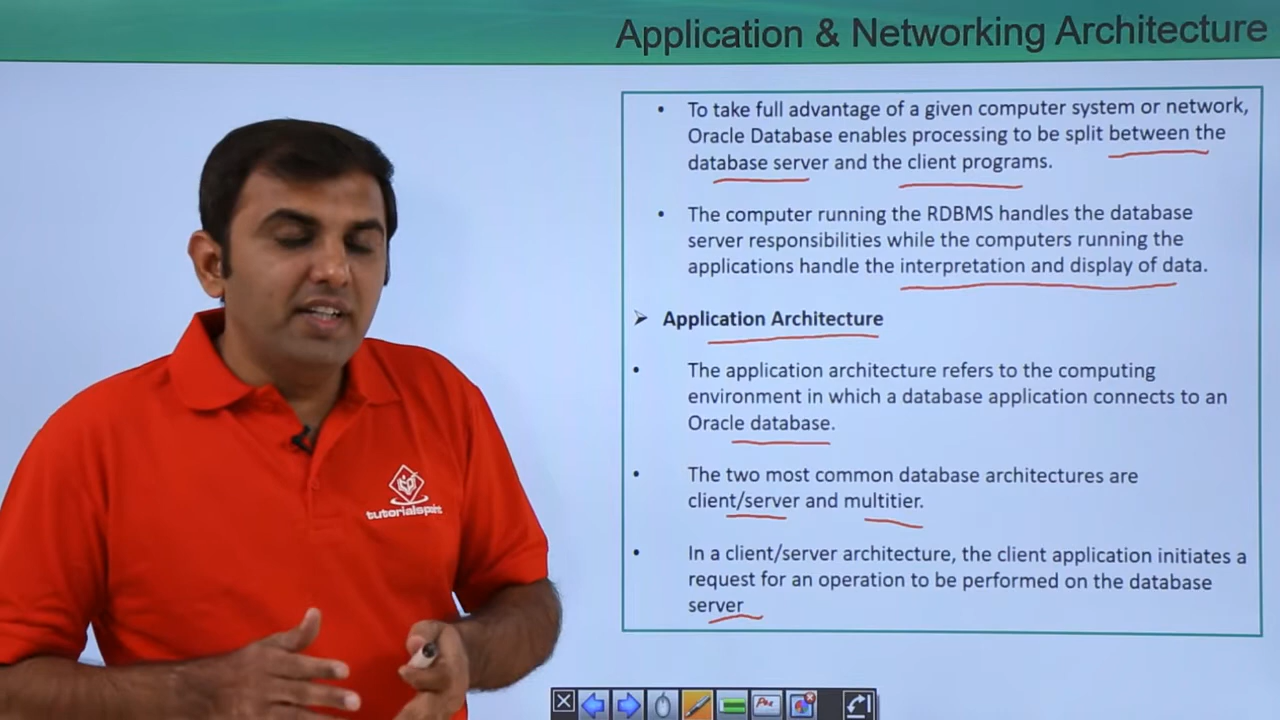 Application & Networking Architecture
• To take full advantage of a given computer system or network,
Oracle Database enables processing to be split between the
database server and the client programs.
• The computer running the RDBMS handles the database
server responsibilities while the computers running the
applications handle the interpretation and display of data.
➢ Application Architecture
• The application architecture refers to the computing
environment in which a database application connects to an
Oracle database.
• The two most common database architectures are
client/server and multitier.
• In a client/server architecture, the client application initiates a
request for an operation to be performed on the database
server
tutorialspoint